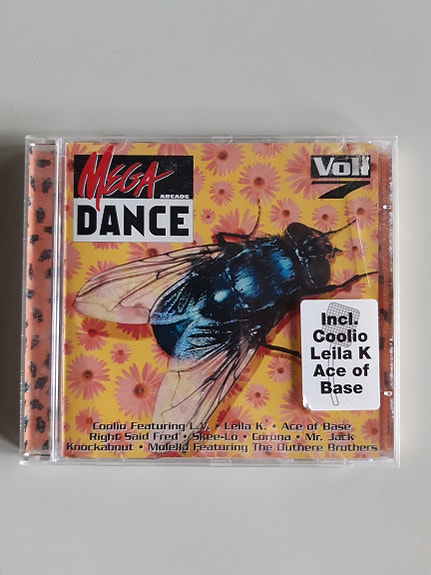 MEGA
ARCADE
DANCE
Vol!
7
Incl.
Coolio
Leila K
Ace of
Base
Coolio Featuring L.V. • Leila K. • Ace of Base
Right Said Fred • Skee-Lo • Corona • Mr. Jack
Knockabout • Molella Featuring The Outhere Brothers